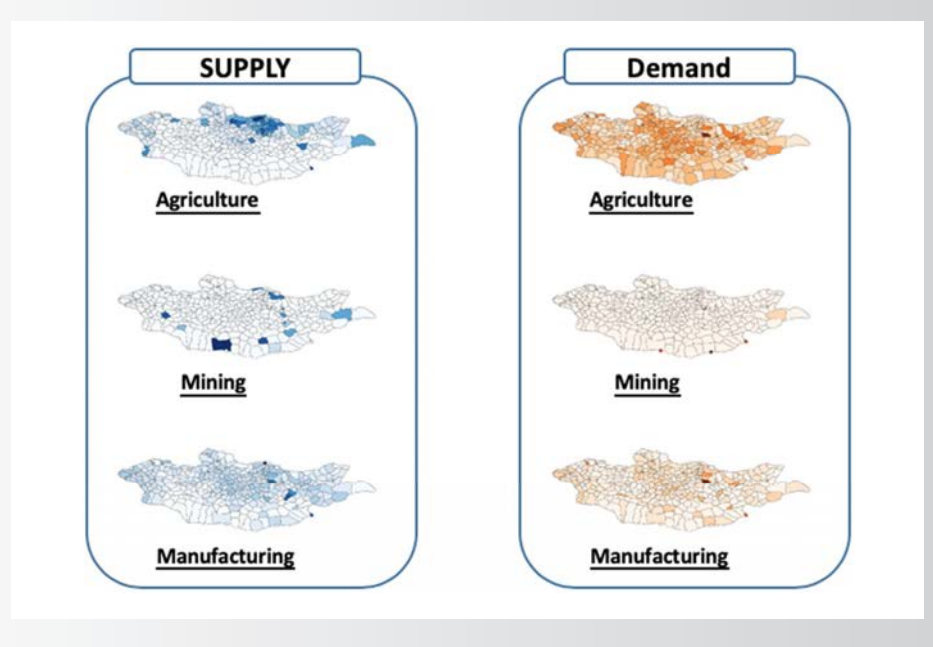 SUPPLY
Agriculture
Mining
Manufacturing
Demand
Agriculture
Mining
Manufacturing